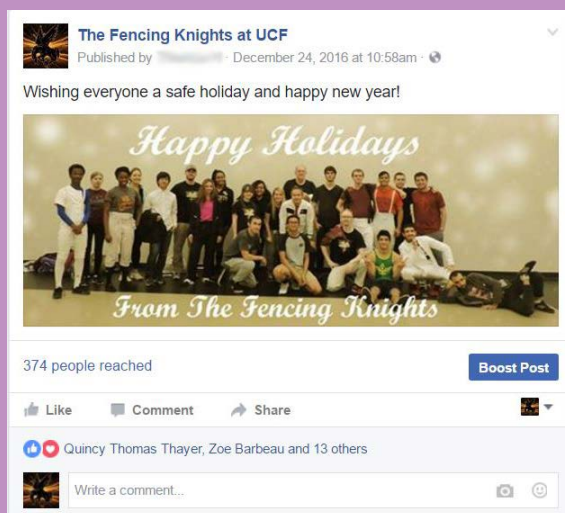 The Fencing Knights at UCF
Published by · December 24, 2016 at 10:58am ·
Wishing everyone a safe holiday and happy new year!
Happy Holidays
From The Fencing Knights
374 people reached
Boost Post
Like Comment Share
Quincy Thomas Thayer, Zoe Barbeau and 13 others
Write a comment...